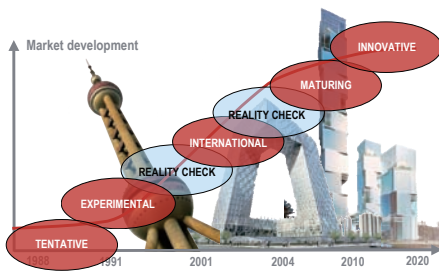 Market development
INNOVATIVE
MATURING
REALITY CHECK
INTERNATIONAL
REALITY CHECK
EXPERIMENTAL
TENTATIVE
1988 1991 2001 2004 2010 2020